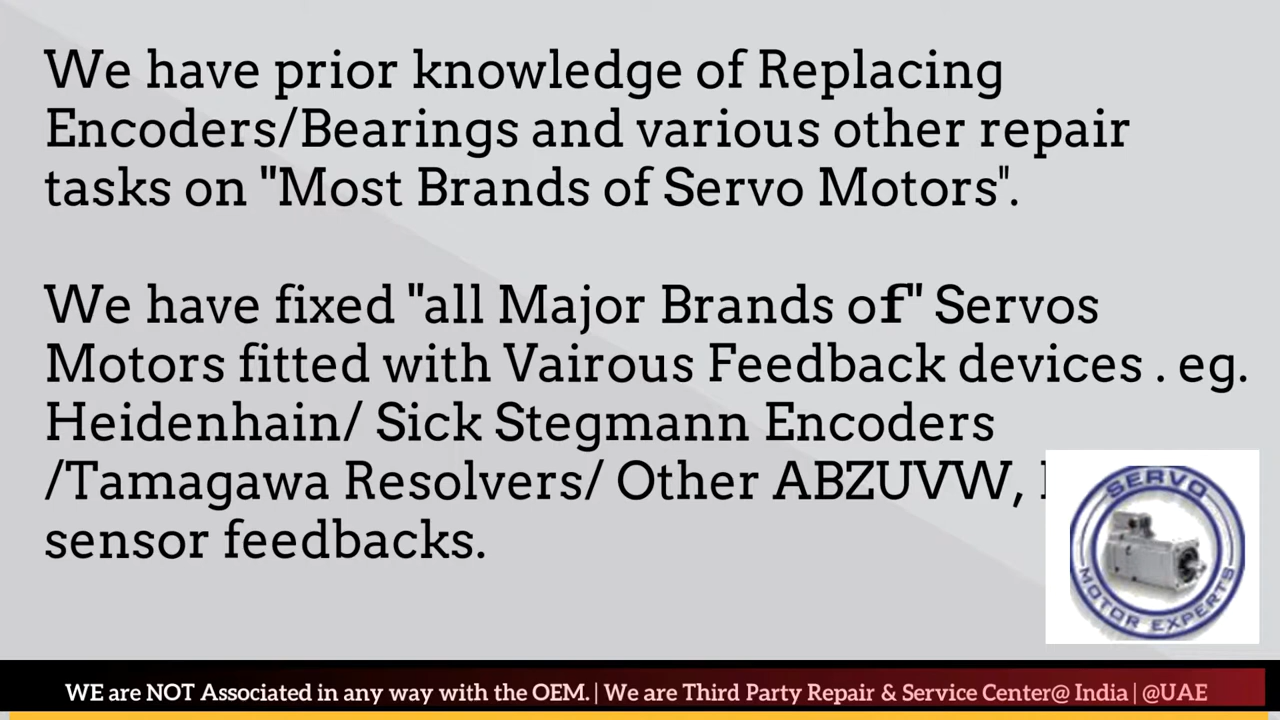 We have prior knowledge of Replacing
Encoders/Bearings and various other repair
tasks on "Most Brands of Servo Motors".
We have fixed "all Major Brands of" Servos
Motors fitted with Vairous Feedback devices . eg.
Heidenhain/ Sick Stegmann Encoders
/Tamagawa Resolvers/ Other ABZUVW,
sensor feedbacks.
SERVO
MOTOR EXPERTS
WE are NOT Associated in any way with the OEM. | We are Third Party Repair & Service Center@ India | @UAE